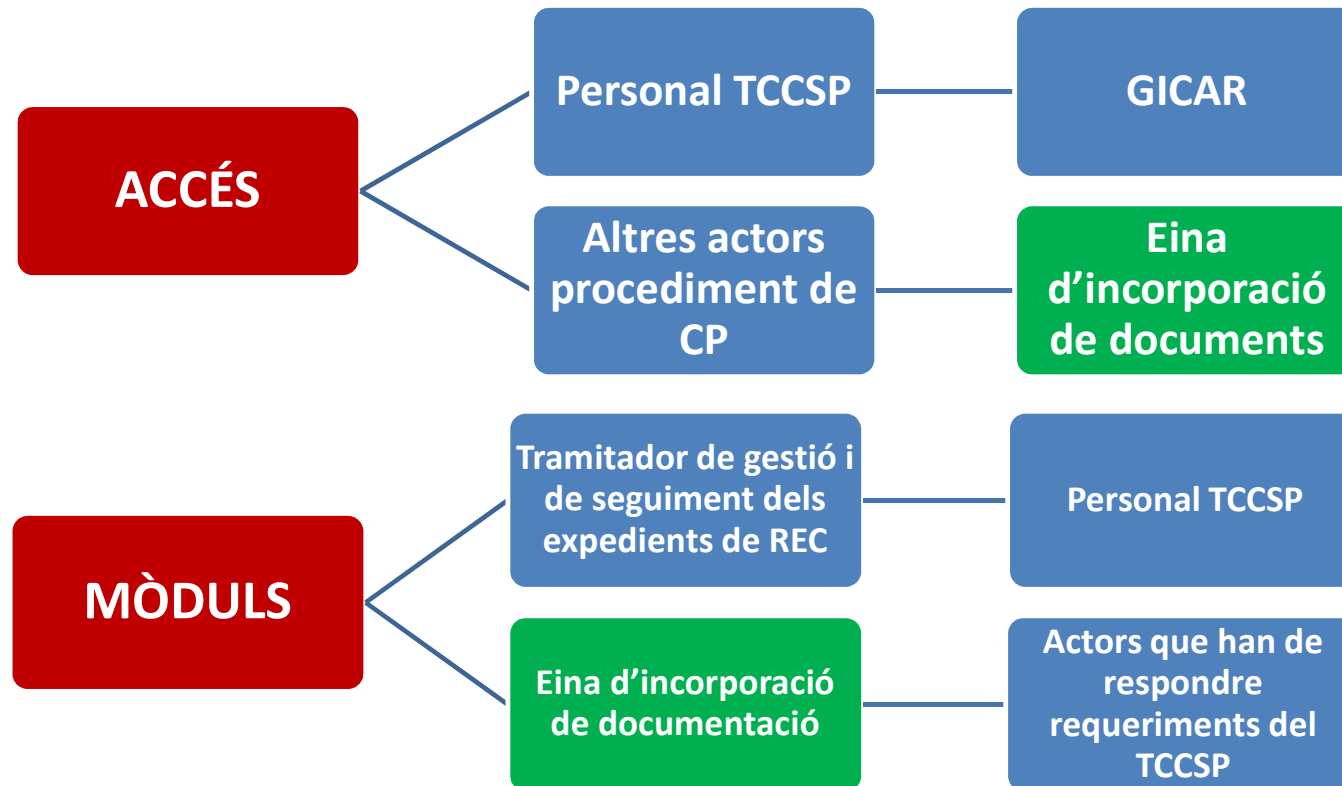 ACCÉS
Personal TCCSP
GICAR
Altres actors
procediment de
CP
Eina
d’incorporació
de documents
MÒDULS
Tramitador de gestió i
de seguiment dels
expedients de REC
Personal TCCSP
Eina d’incorporació
de documentació
Actors que han de
respondre
requeriments del
TCCSP